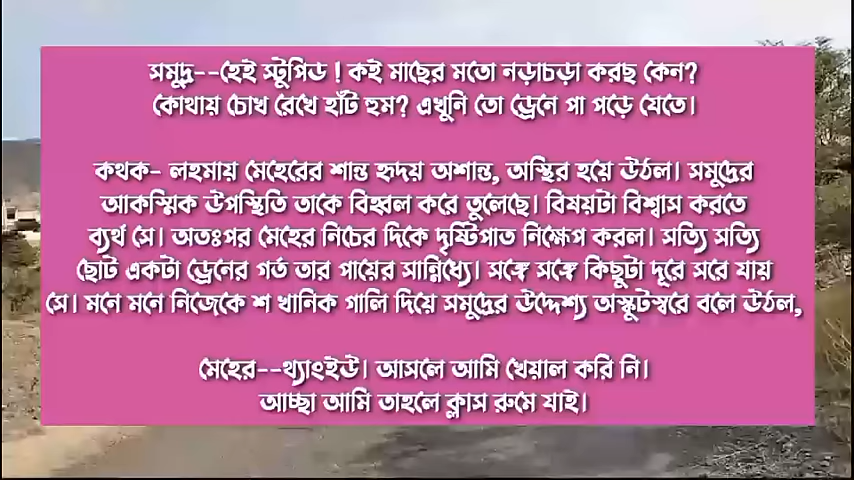 সমুদ্র--হেই স্টুপিড ! কই মাছের মতো নড়াচড়া করছ কেন?
কোথায় চোখ রেখে হাঁট হুম? এখুনি তো ড্রেনে পা পড়ে যেতে।
কথক- লহমায় মেহেরের শান্ত হৃদয় অশান্ত, অস্থির হয়ে উঠল। সমুদ্রের
আকস্মিক উপস্থিতি তাকে বিহ্বল করে তুলেছে। বিষয়টা বিশ্বাস করতে
ব্যর্থ সে। অতঃপর মেহের নিচের দিকে দৃষ্টিপাত নিক্ষেপ করল। সত্যি সত্যি
ছোট একটা ড্রেনের গর্ত তার পায়ের সান্নিধ্যে। সঙ্গে সঙ্গে কিছুটা দূরে সরে যায়
সে। মনে মনে নিজেকে শ খানিক গালি দিয়ে সমুদ্রের উদ্দেশ্য অস্ফুটস্বরে বলে উঠল,
মেহের--থ্যাংইউ। আসলে আমি খেয়াল করি নি।
আচ্ছা আমি তাহলে ক্লাস রুমে যাই।